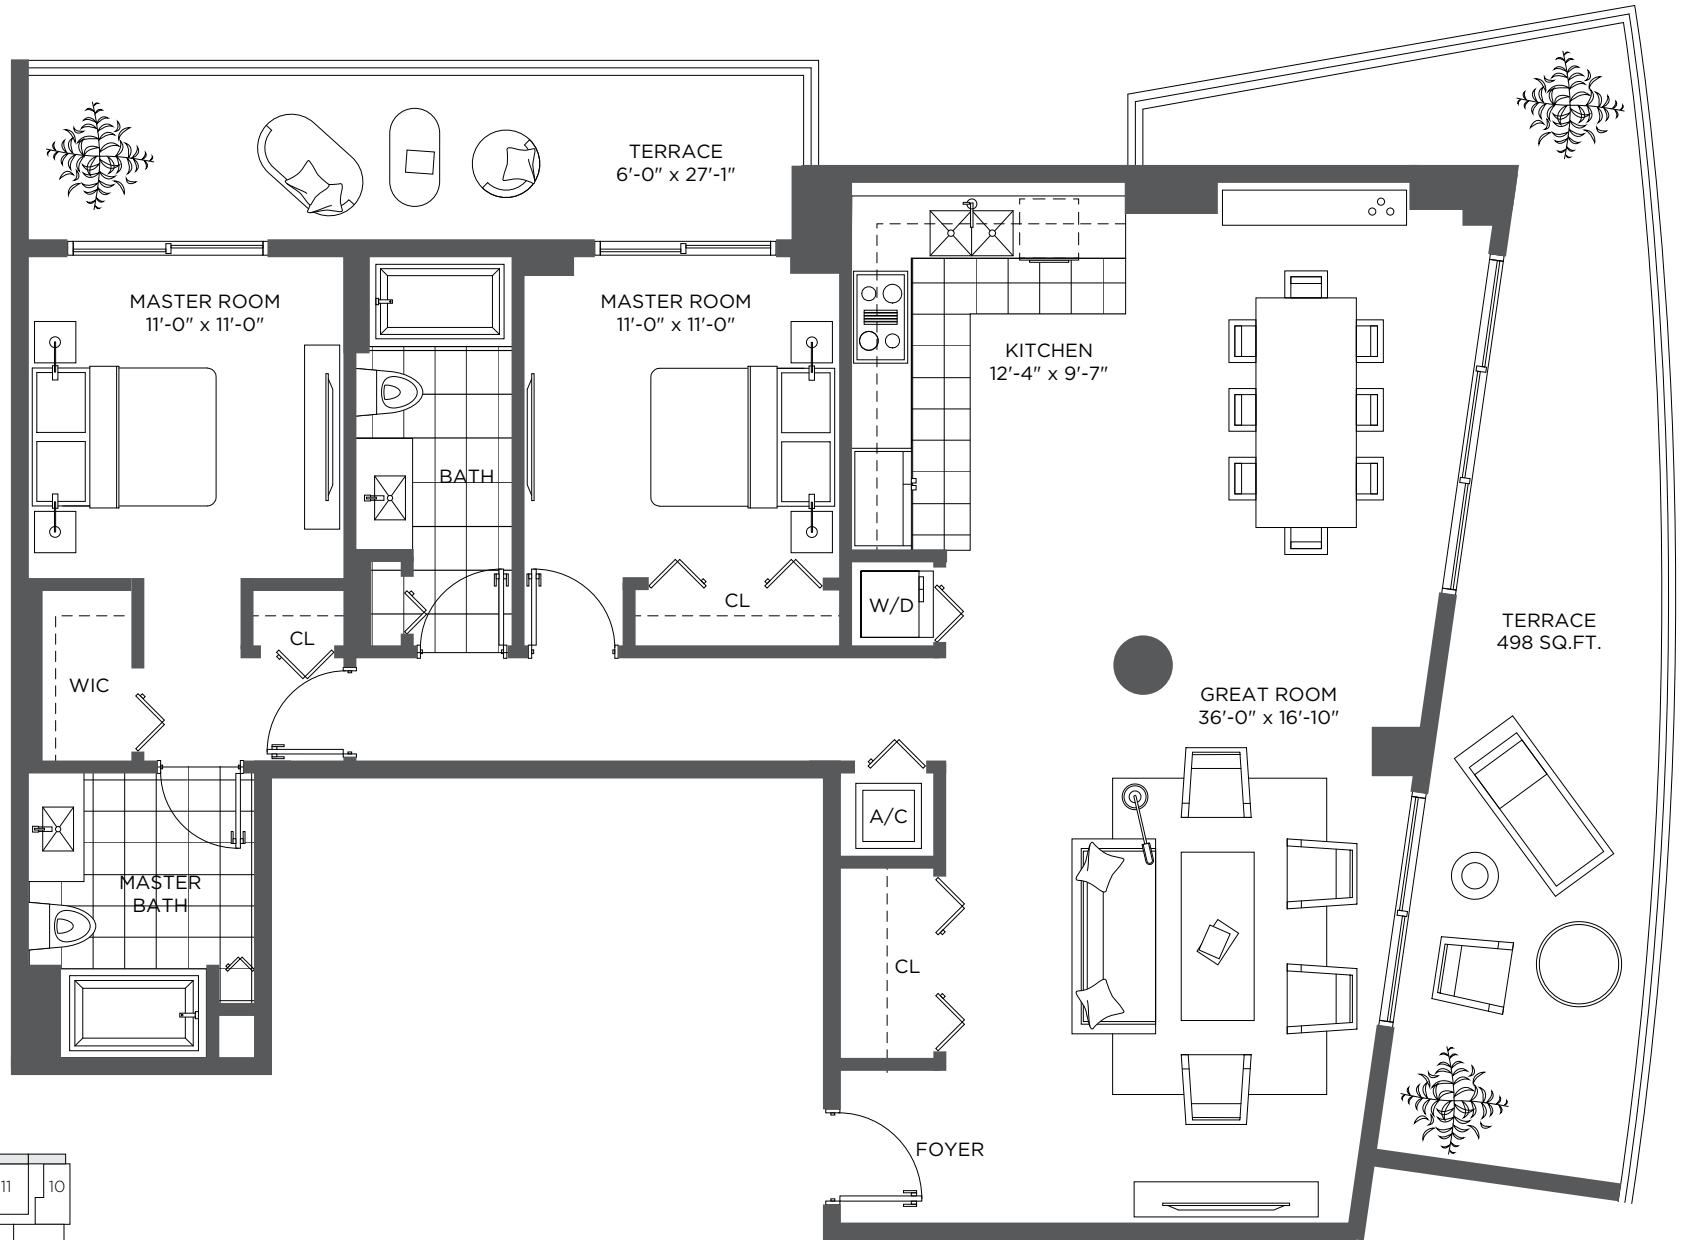 TERRACE
6'-0" x 27'-1"
MASTER ROOM
11'-0" x 11'-0"
MASTER ROOM
11'-0" x 11'-0"
KITCHEN
12'-4" x 9'-7"
BATH
CL
W/D
CL
WIC
TERRACE
498 SQ.FT.
GREAT ROOM
36'-0" x 16'-10"
A/C
MASTER
BATH
CL
FOYER
11
10